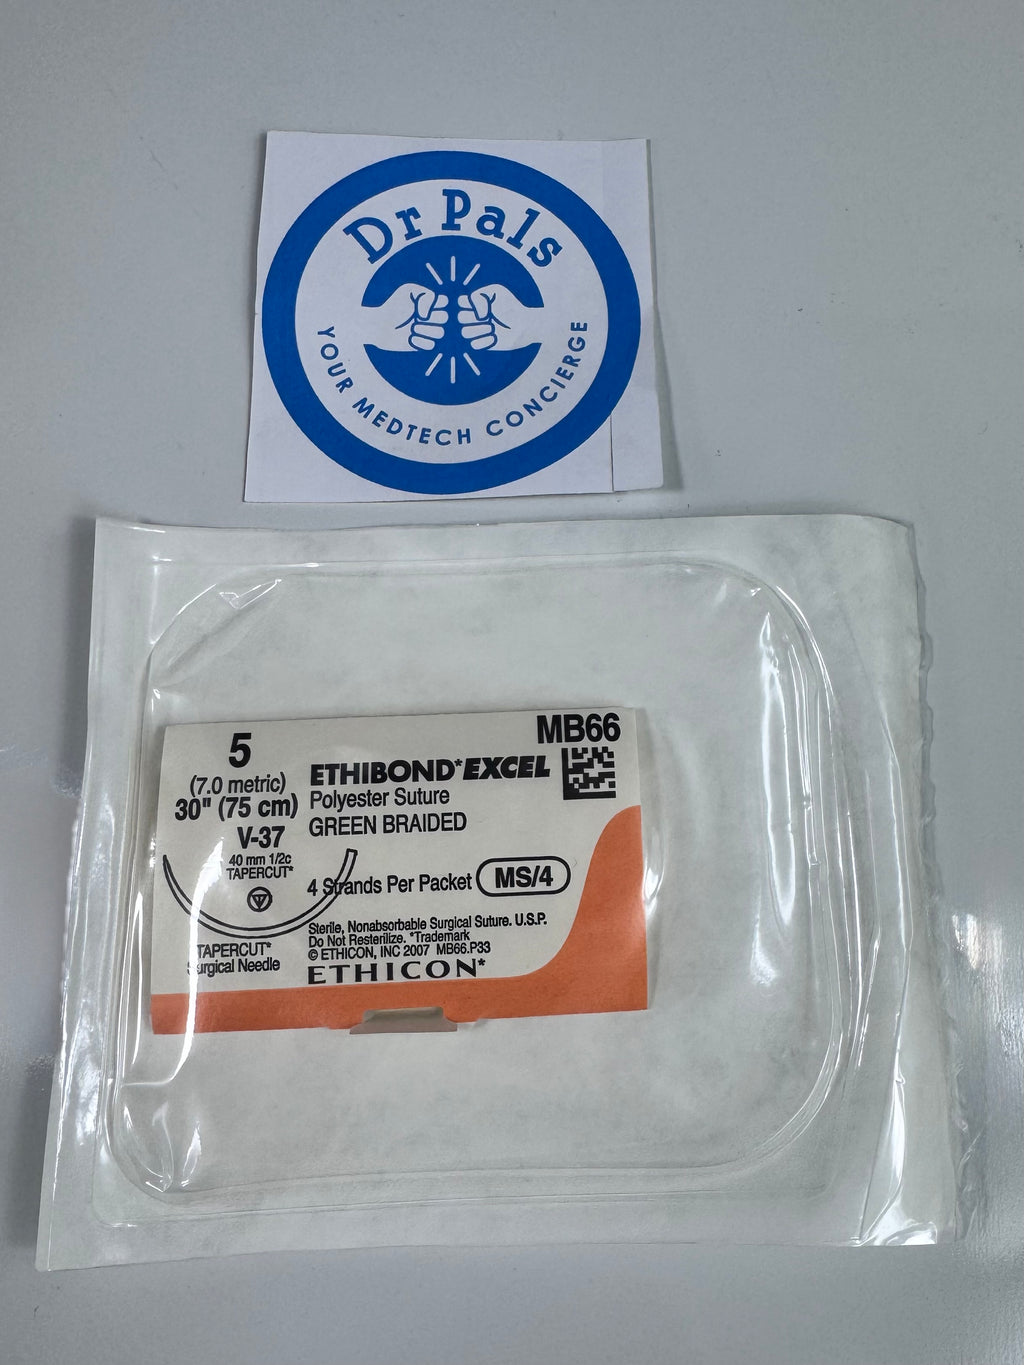 Dr Pals
YOUR MEDTECH CONCIERGE
5
(7.0 metric)
30" (75 cm)
V-37
40 mm 1/2c
TAPERCUT*
TAPERCUT*
Surgical Needle
MB66
ETHIBOND*EXCEL
Polyester Suture
GREEN BRAIDED
4 Strands Per Packet MS/4
Sterile, Nonabsorbable Surgical Suture. U.S.P.
Do Not Resterilize. *Trademark
© ETHICON, INC 2007 MB66.P33
ETHICON*